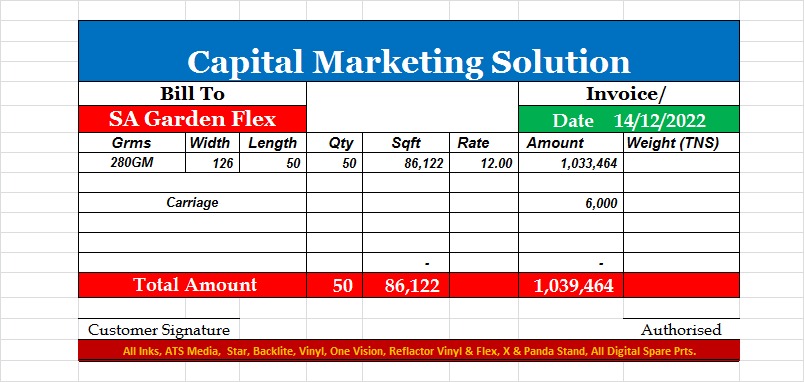 Capital Marketing Solution
Bill To Invoice/
SA Garden Flex Date 14/12/2022
Grms Width Length Qty Sqft Rate Amount Weight (TNS)
280GM 126 50 50 86,122 12.00 1,033,464
Carriage 6,000
- -
Total Amount 50 86,122 1,039,464
Customer Signature Authorised
All Inks, ATS Media, Star, Backlite, Vinyl, One Vision, Reflactor Vinyl & Flex, X & Panda Stand, All Digital Spare Prts.